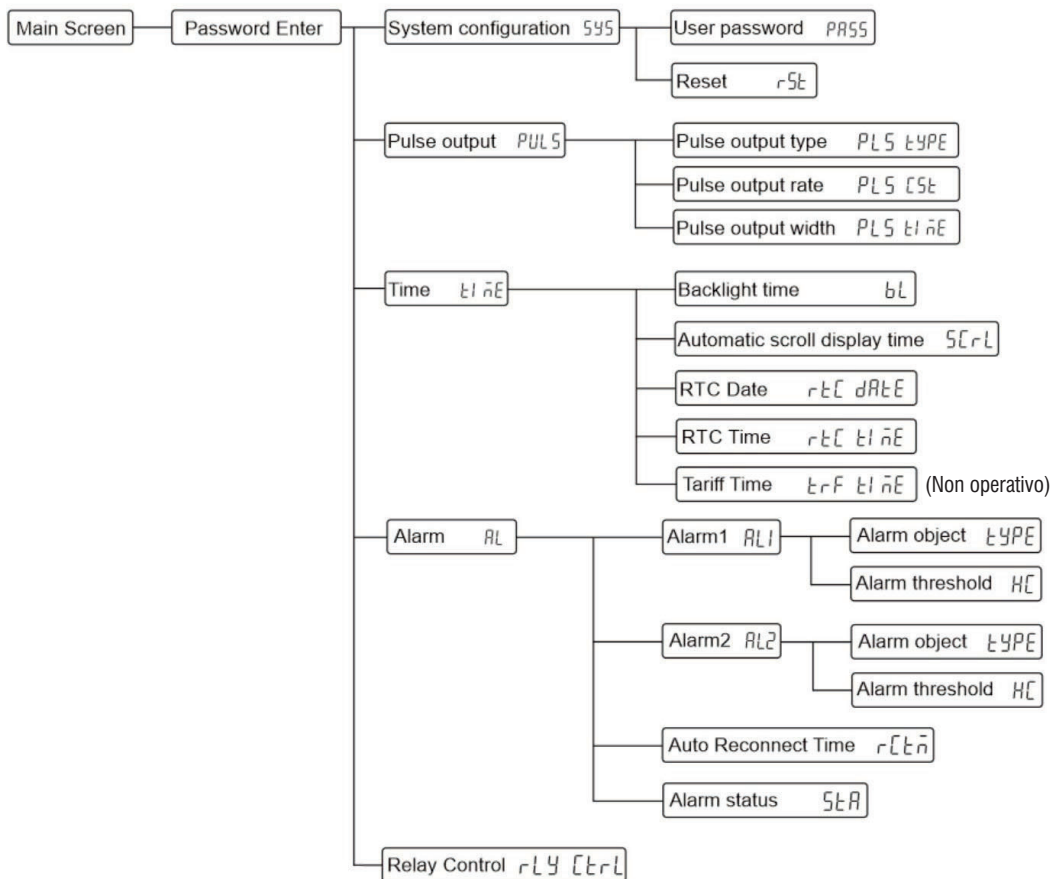 Main Screen
Password Enter
System configuration SYS
User password PASS
Reset rSt
Pulse output PULS
Pulse output type PLS tYPE
Pulse output rate PLS CSt
Pulse output width PLS tImE
Time tImE
Backlight time bL
Automatic scroll display time SCrL
RTC Date rtC dAtE
RTC Time rtC tImE
Tariff Time trF tImE (Non operativo)
Alarm AL
Alarm1 AL1
Alarm object tYPE
Alarm threshold HC
Alarm2 AL2
Alarm object tYPE
Alarm threshold HC
Auto Reconnect Time rCtm
Alarm status StA
Relay Control rLY CtrL